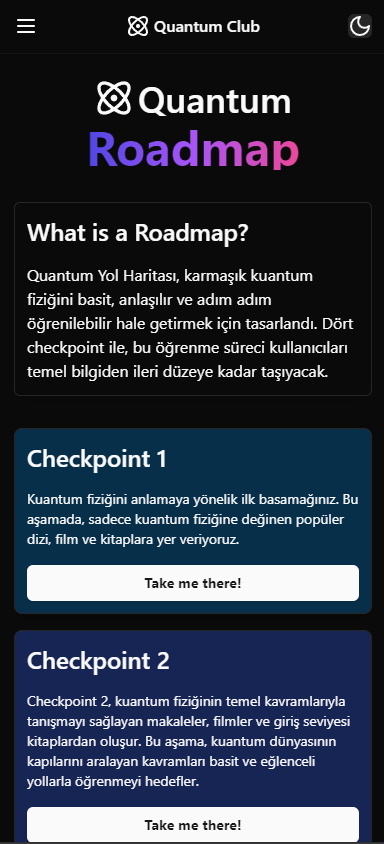 Quantum Club
Quantum
Roadmap
What is a Roadmap?
Quantum Yol Haritası, karmaşık kuantum
fiziğini basit, anlaşılır ve adım adım
öğrenilebilir hale getirmek için tasarlandı. Dört
checkpoint ile, bu öğrenme süreci kullanıcıları
temel bilgiden ileri düzeye kadar taşıyacak.
Checkpoint 1
Kuantum fiziğini anlamaya yönelik ilk basamağınız. Bu
aşamada, sadece kuantum fiziğine değinen popüler
dizi, film ve kitaplara yer veriyoruz.
Take me there!
Checkpoint 2
Checkpoint 2, kuantum fiziğinin temel kavramlarıyla
tanışmayı sağlayan makaleler, filmler ve giriş seviyesi
kitaplardan oluşur. Bu aşama, kuantum dünyasının
kapılarını aralayan kavramları basit ve eğlenceli
yollarla öğrenmeyi hedefler.
Take me there!